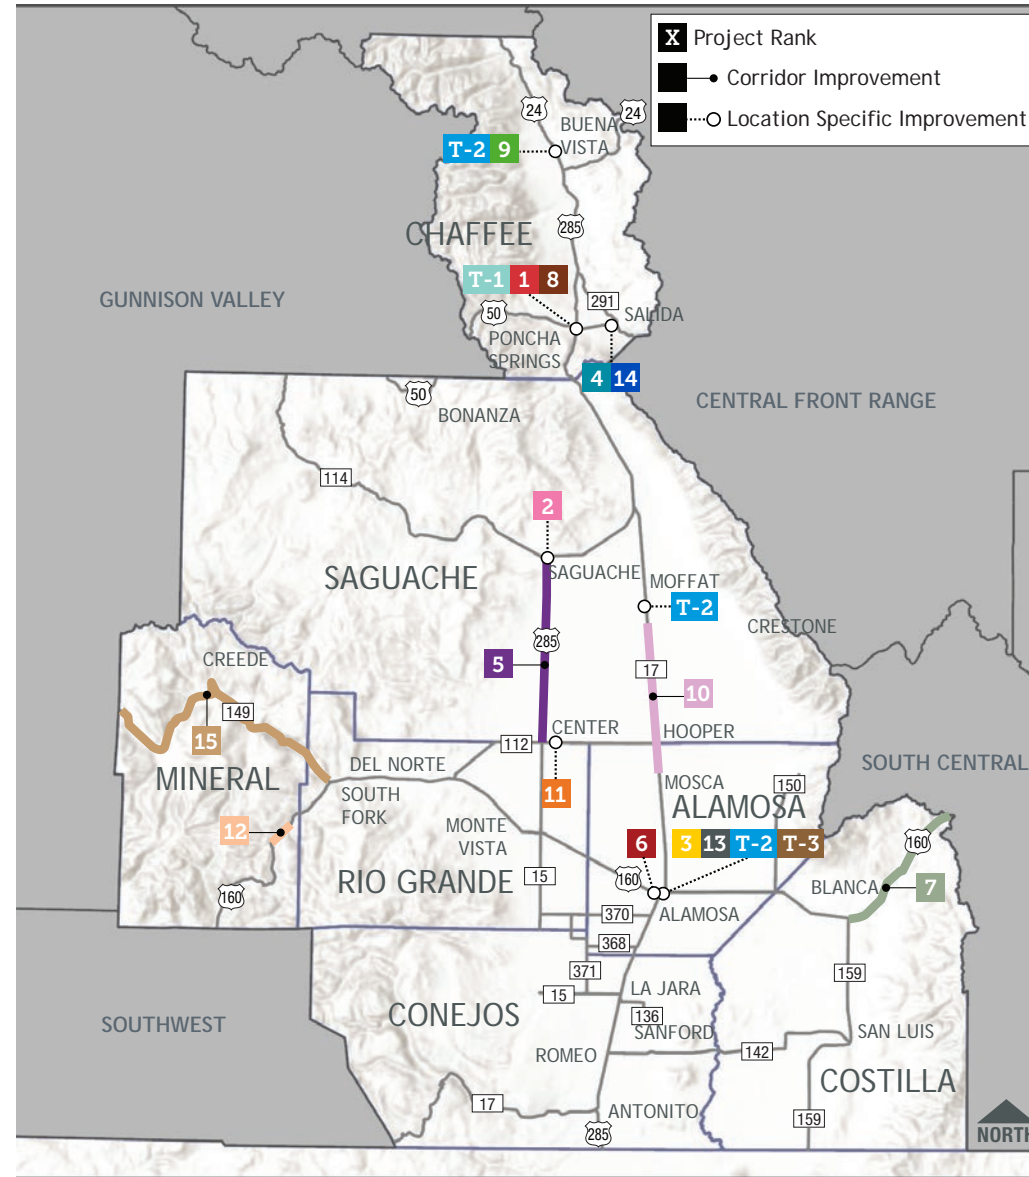 X Project Rank
Corridor Improvement
Location Specific Improvement
24
24
BUENA
VISTA
T-2 9
285
CHAFFEE
T-1 1 8
GUNNISON VALLEY
291
50
SALIDA
PONCHA
SPRINGS
4 14
50
CENTRAL FRONT RANGE
BONANZA
114
2
SAGUACHE
SAGUACHE
MOFFAT
T-2
CRESTONE
285
CREEDE
5
17
10
149
15
CENTER
HOOPER
112
DEL NORTE
SOUTH CENTRAL
MINERAL
SOUTH
FORK
11
MOSCA
150
ALAMOSA
12
MONTE
VISTA
6
3 13 T-2 T-3
160
160
RIO GRANDE
15
BLANCA
7
160
370
ALAMOSA
368
371
159
15
LA JARA
CONEJOS
136
SANFORD
SOUTHWEST
SAN LUIS
ROMEO
142
COSTILLA
17
ANTONITO
159
285
NORTH